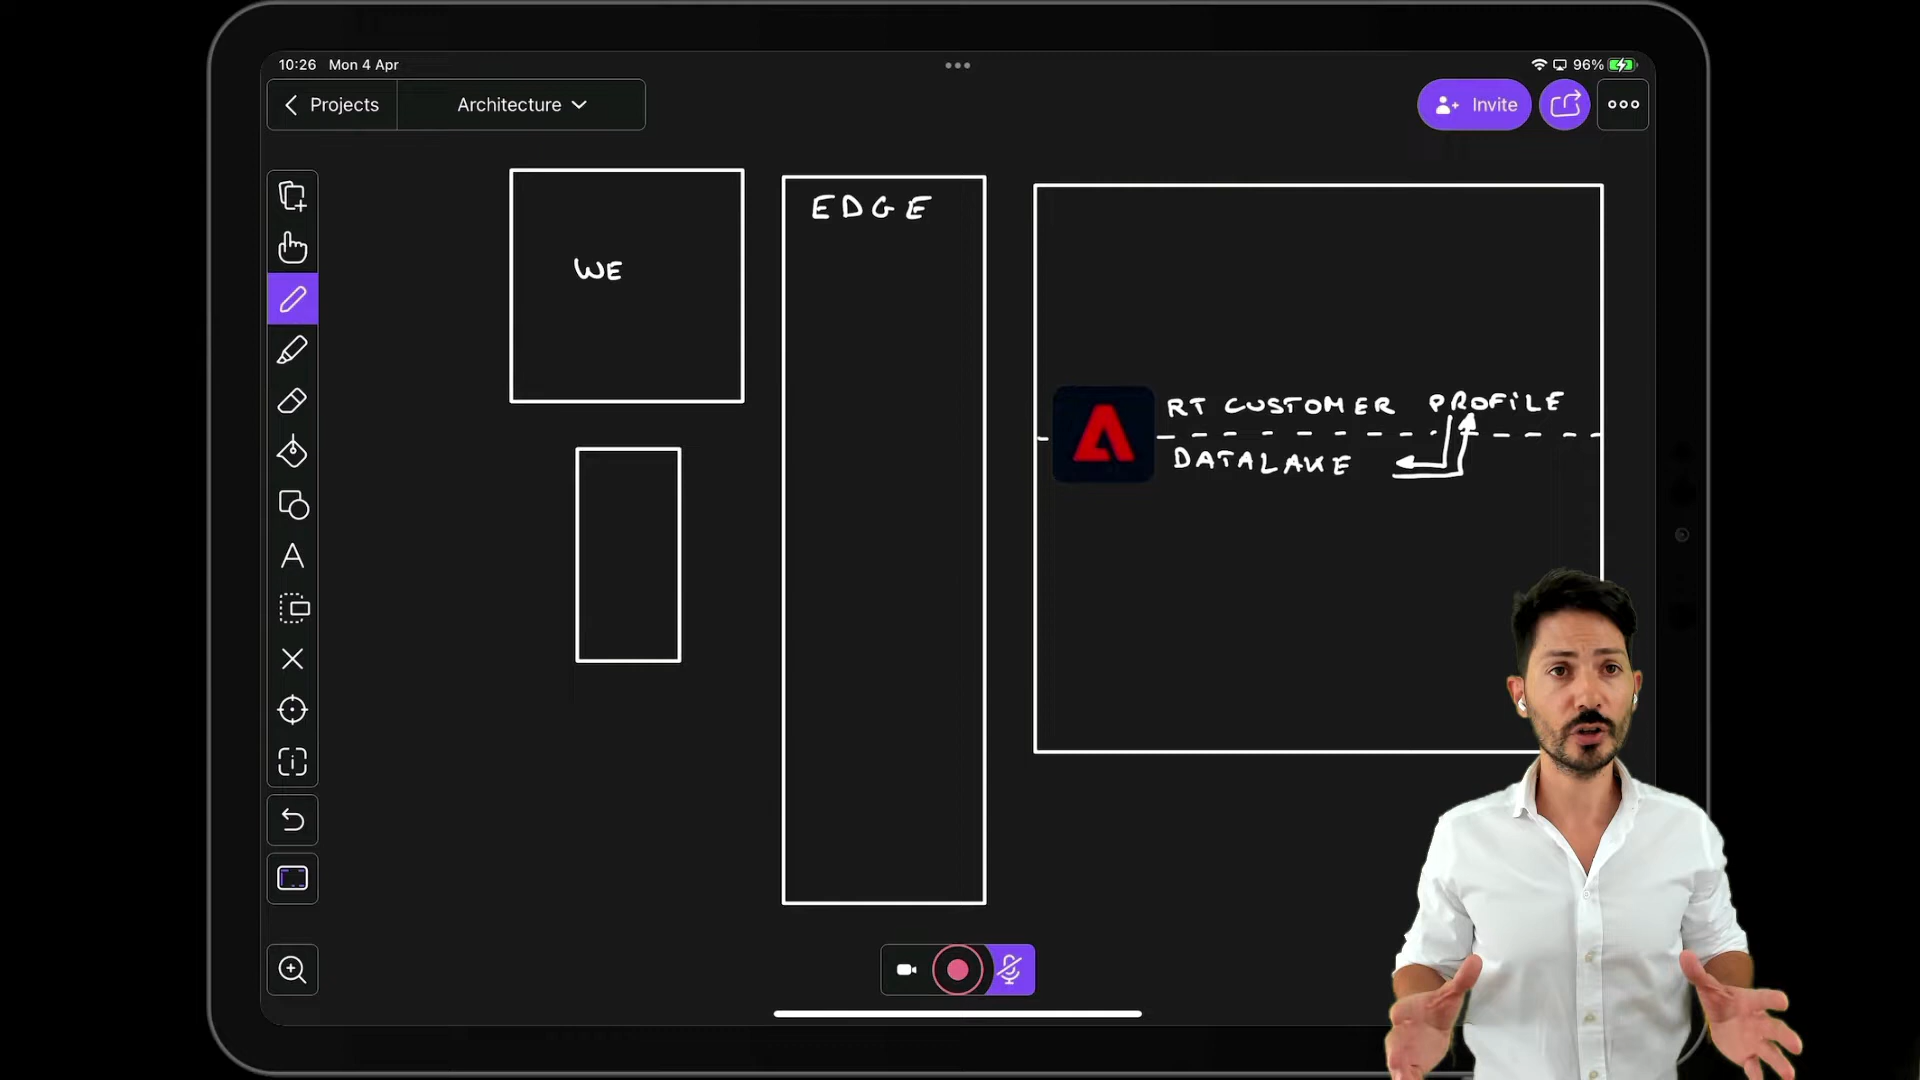 10:26 Mon 4 Apr
96%
Projects
Architecture
Invite
EDGE
WE
RT CUSTOMER PROFILE
DATALAKE
A